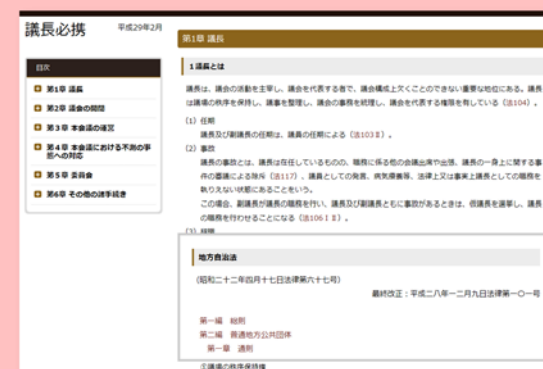 議長必携
平成29年2月
目次
第1章 議長
第2章 議会の開閉
第3章 本会議の運営
第4章 本会議における不測の事
態への対応
第5章 委員会
第6章 その他の諸手続き
第1章 議長
1議長とは
議長は、議会の活動を主宰し、議会を代表する者で、議会構成上欠くことのできない重要な地位にある。議長
は議場の秩序を保持し、議事を整理し、議会の事務を統理し、議会を代表する権限を有している（法104）。
(1) 任期
議長及び副議長の任期は、議員の任期による（法103Ⅱ）。
(2) 事故
議長の事故とは、議長は在任しているものの、職務に係る他の会議出席や出張、議長の一身上に関する事
件の審議による除斥（法117）、議員としての発言、病気療養等、法律上又は事実上議長としての職務を
執りえない状態にあることをいう。
この場合、副議長が議長の職務を行い、議長及び副議長ともに事故があるときは、仮議長を選挙し、議長
の職務を行わせることになる（法106ⅠⅡ）。
地方自治法
（昭和二十二年四月十七日法律第六十七号）
最終改正：平成二八年一二月九日法律第一〇一号
第一編 総則
第二編 普通地方公共団体
第一章 通則
①議場の秩序保持権